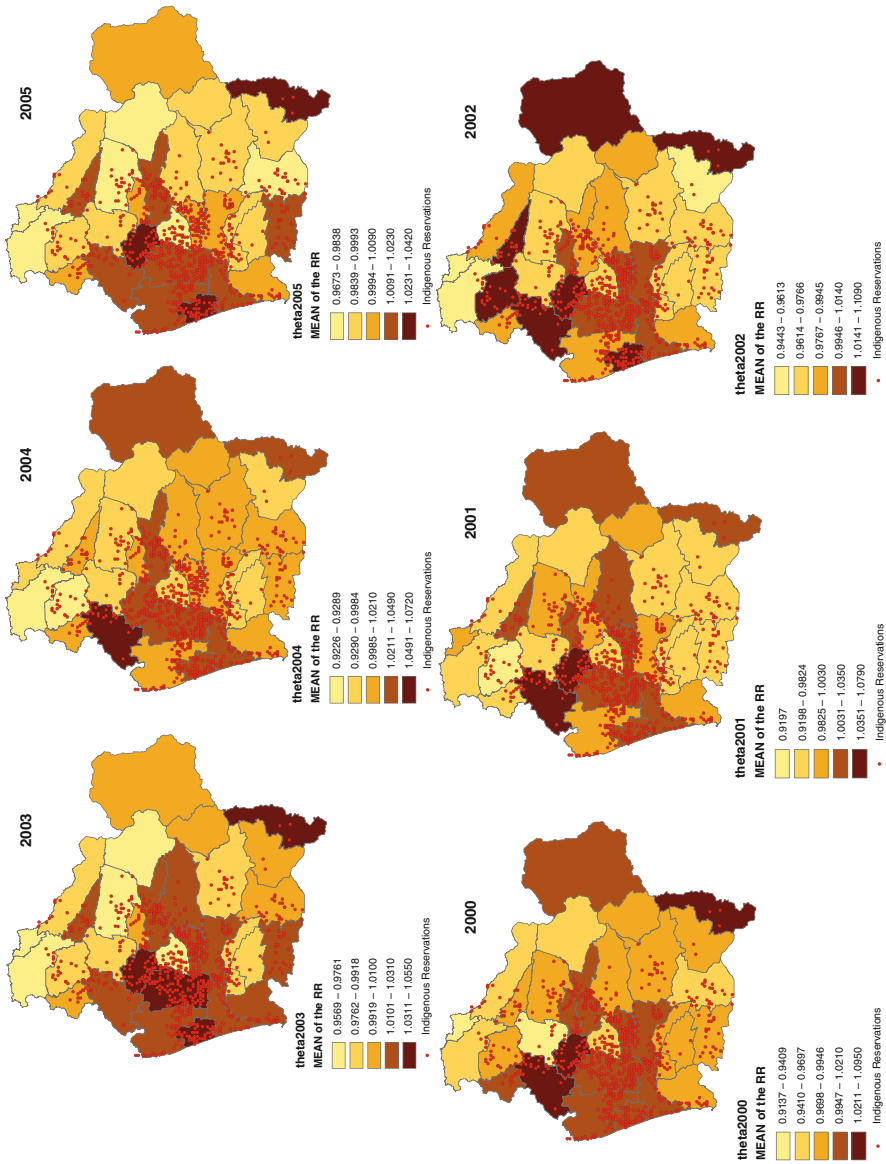 2003
theta2003
MEAN of the RR
0.9569 – 0.9761
0.9762 – 0.9918
0.9919 – 1.0100
1.0101 – 1.0310
1.0311 – 1.0550
Indigenous Reservations
2004
theta2004
MEAN of the RR
0.9226 – 0.9289
0.9290 – 0.9984
0.9985 – 1.0210
1.0211 – 1.0490
1.0491 – 1.0720
Indigenous Reservations
2005
theta2005
MEAN of the RR
0.9673 – 0.9838
0.9839 – 0.9993
0.9994 – 1.0090
1.0091 – 1.0230
1.0231 – 1.0420
Indigenous Reservations
2000
theta2000
MEAN of the RR
0.9137 – 0.9409
0.9410 – 0.9697
0.9698 – 0.9946
0.9947 – 1.0210
1.0211 – 1.0950
Indigenous Reservations
2001
theta2001
MEAN of the RR
0.9197
0.9198 – 0.9824
0.9825 – 1.0030
1.0031 – 1.0350
1.0351 – 1.0790
Indigenous Reservations
2002
theta2002
MEAN of the RR
0.9443 – 0.9613
0.9614 – 0.9766
0.9767 – 0.9945
0.9946 – 1.0140
1.0141 – 1.1090
Indigenous Reservations